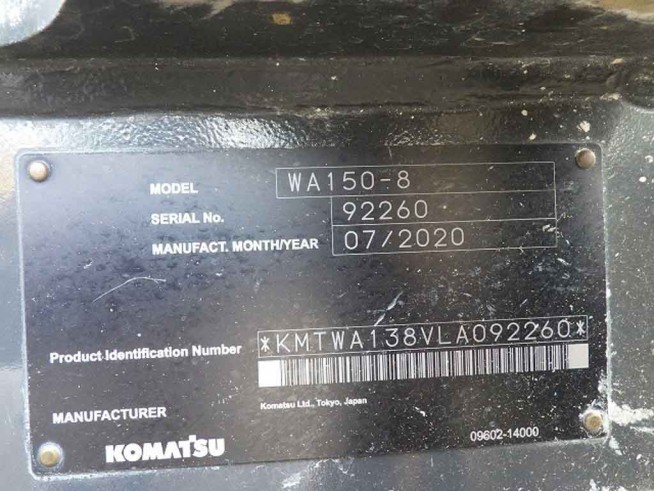 MODEL WA150-8
SERIAL No. 92260
MANUFACT. MONTH/YEAR 07/2020
Product Identification Number *KMTWA138VLA092260*
Komatsu Ltd., Tokyo, Japan
MANUFACTURER
KOMATSU
09602-14000